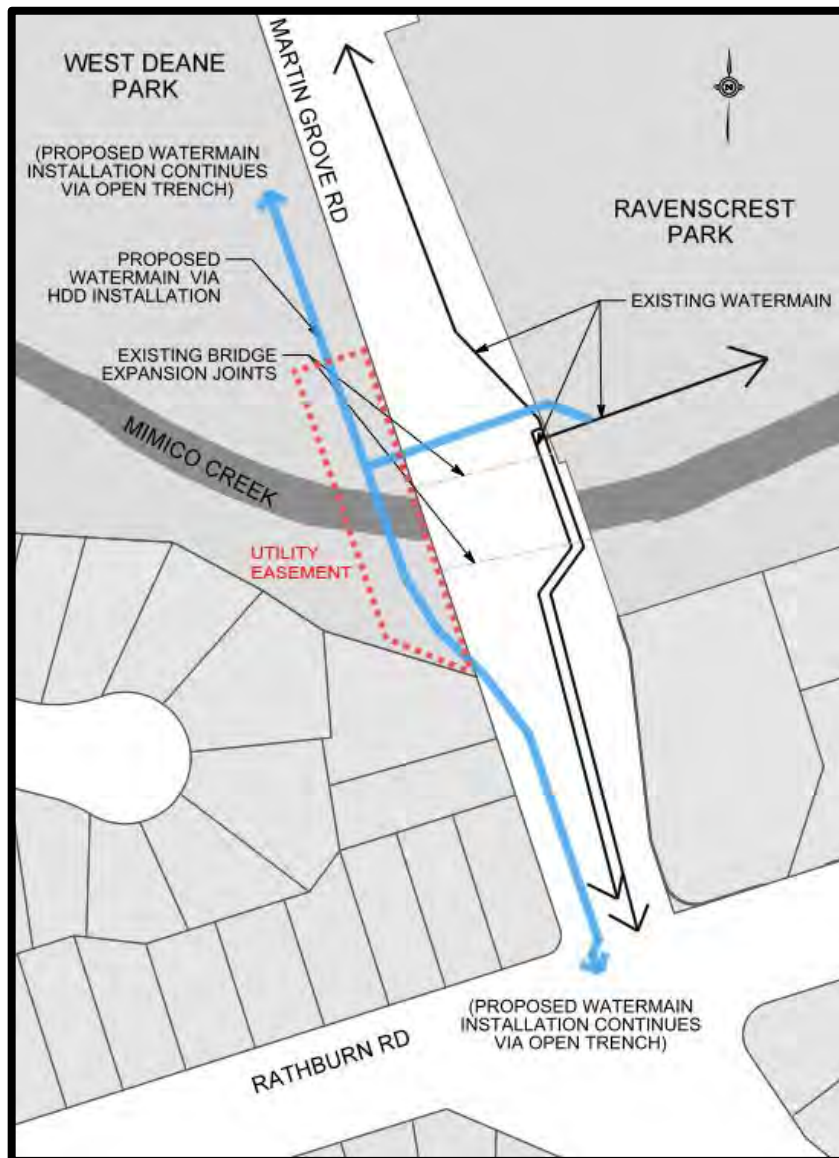 WEST DEANE
PARK
(PROPOSED WATERMAIN
INSTALLATION CONTINUES
VIA OPEN TRENCH)
MARTIN GROVE RD
N
RAVENSCREST
PARK
PROPOSED
WATERMAIN VIA
HDD INSTALLATION
EXISTING WATERMAIN
EXISTING BRIDGE
EXPANSION JOINTS
MIMICO CREEK
UTILITY
EASEMENT
(PROPOSED WATERMAIN
INSTALLATION CONTINUES
VIA OPEN TRENCH)
RATHBURN RD